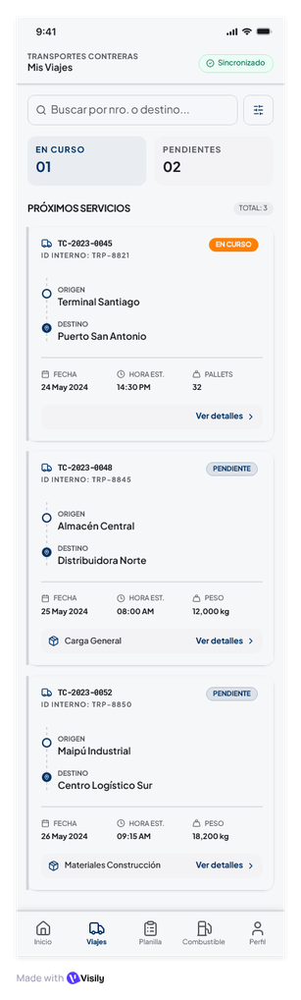 9:41
TRANSPORTES CONTRERAS
Mis Viajes
Sincronizado
Buscar por nro. o destino...
EN CURSO
01
PENDIENTES
02
PRÓXIMOS SERVICIOS
TOTAL: 3
TC-2023-0045
EN CURSO
ID INTERNO: TRP-8821
ORIGEN
Terminal Santiago
DESTINO
Puerto San Antonio
FECHA
24 May 2024
HORA EST.
14:30 PM
PALLETS
32
Ver detalles
TC-2023-0048
PENDIENTE
ID INTERNO: TRP-8845
ORIGEN
Almacén Central
DESTINO
Distribuidora Norte
FECHA
25 May 2024
HORA EST.
08:00 AM
PESO
12,000 kg
Carga General
Ver detalles
TC-2023-0052
PENDIENTE
ID INTERNO: TRP-8850
ORIGEN
Maipú Industrial
DESTINO
Centro Logístico Sur
FECHA
26 May 2024
HORA EST.
09:15 AM
PESO
18,200 kg
Materiales Construcción
Ver detalles
Inicio
Viajes
Planilla
Combustible
Perfil
Made with Visily